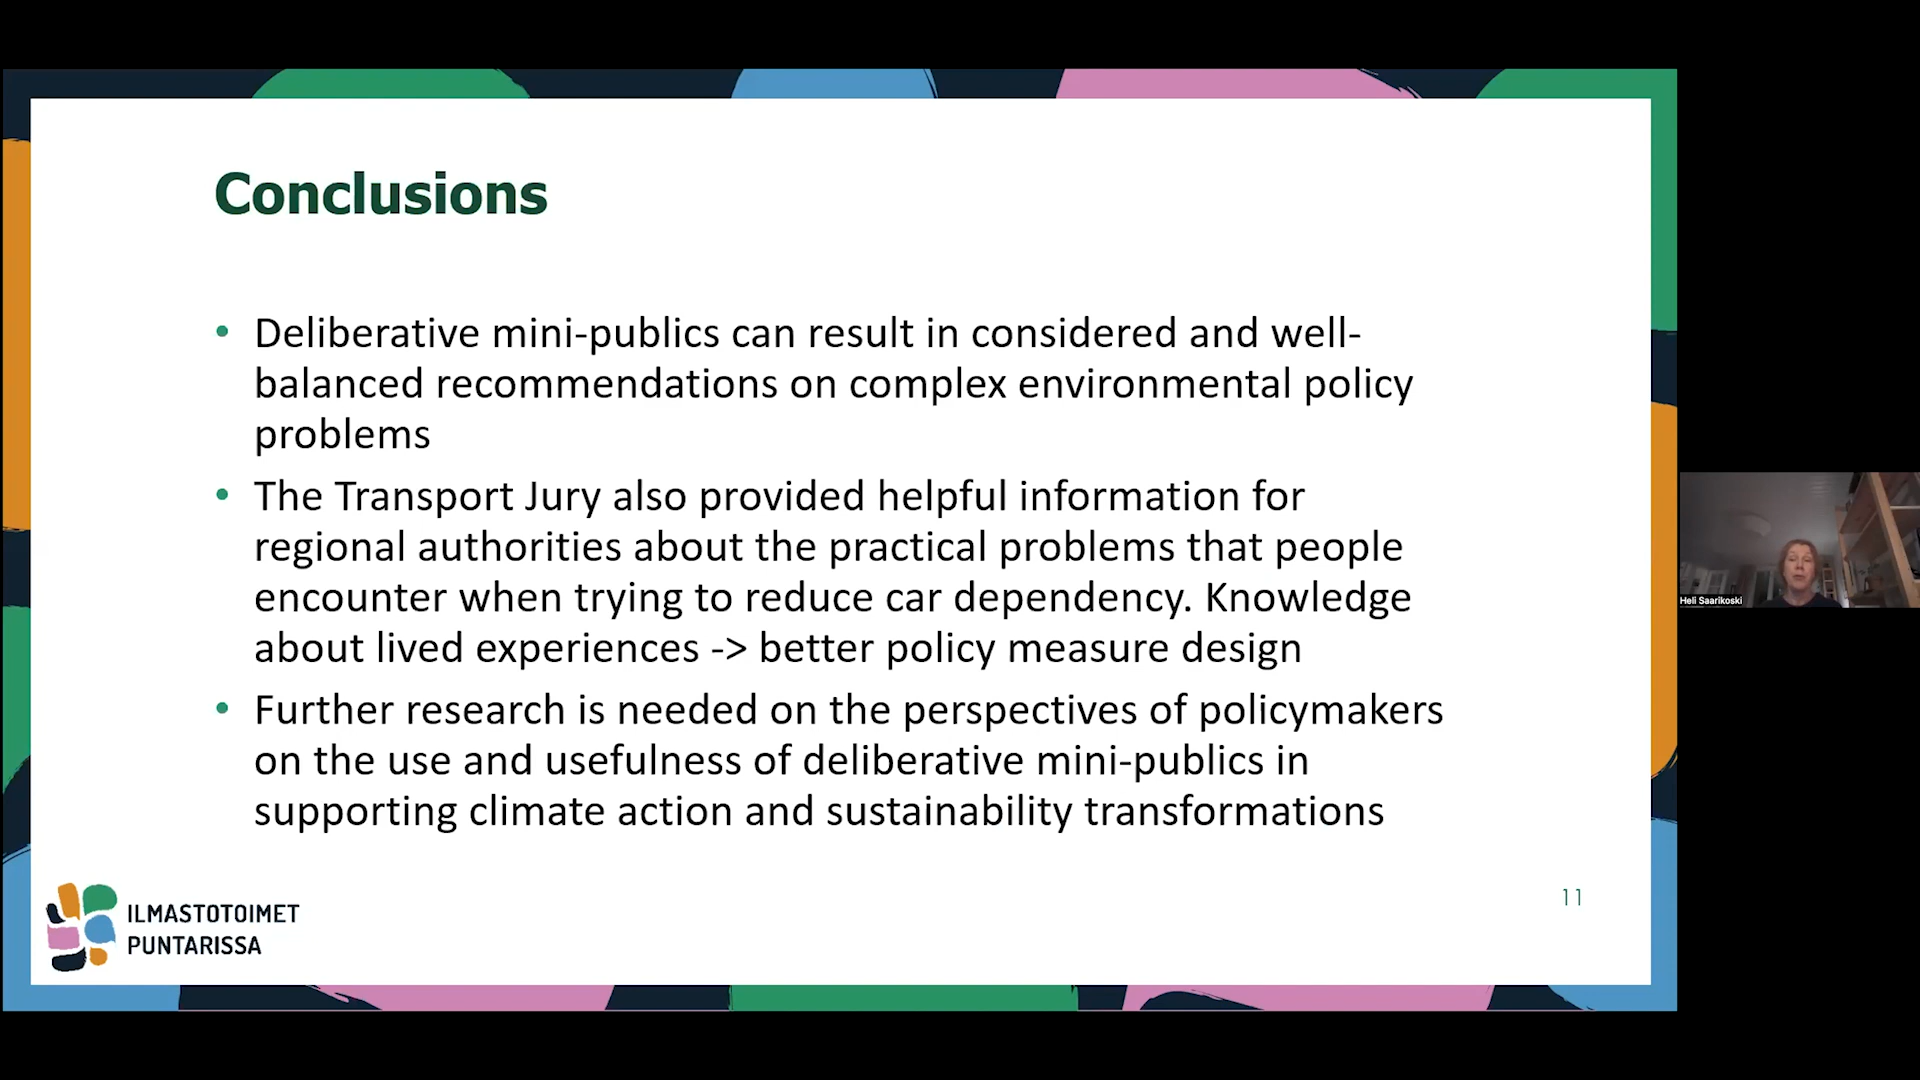 Conclusions
• Deliberative mini-publics can result in considered and well-
balanced recommendations on complex environmental policy
problems
• The Transport Jury also provided helpful information for
regional authorities about the practical problems that people
encounter when trying to reduce car dependency. Knowledge
about lived experiences -> better policy measure design
• Further research is needed on the perspectives of policymakers
on the use and usefulness of deliberative mini-publics in
supporting climate action and sustainability transformations
Heli Saarikoski
11
ILMASTOTOIMET
PUNTARISSA